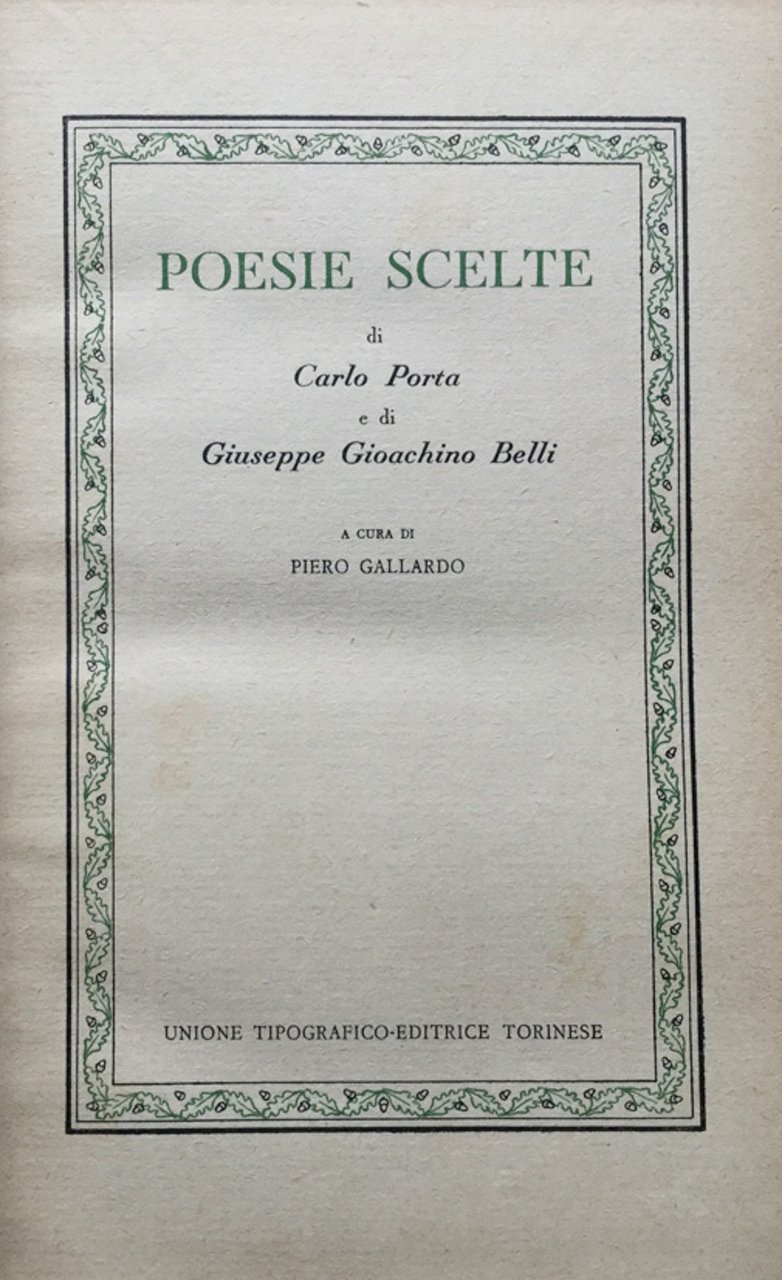 POESIE SCELTE
di
Carlo Porta
e di
Giuseppe Gioachino Belli
A CURA DI
PIERO GALLARDO
UNIONE TIPOGRAFICO-EDITRICE TORINESE